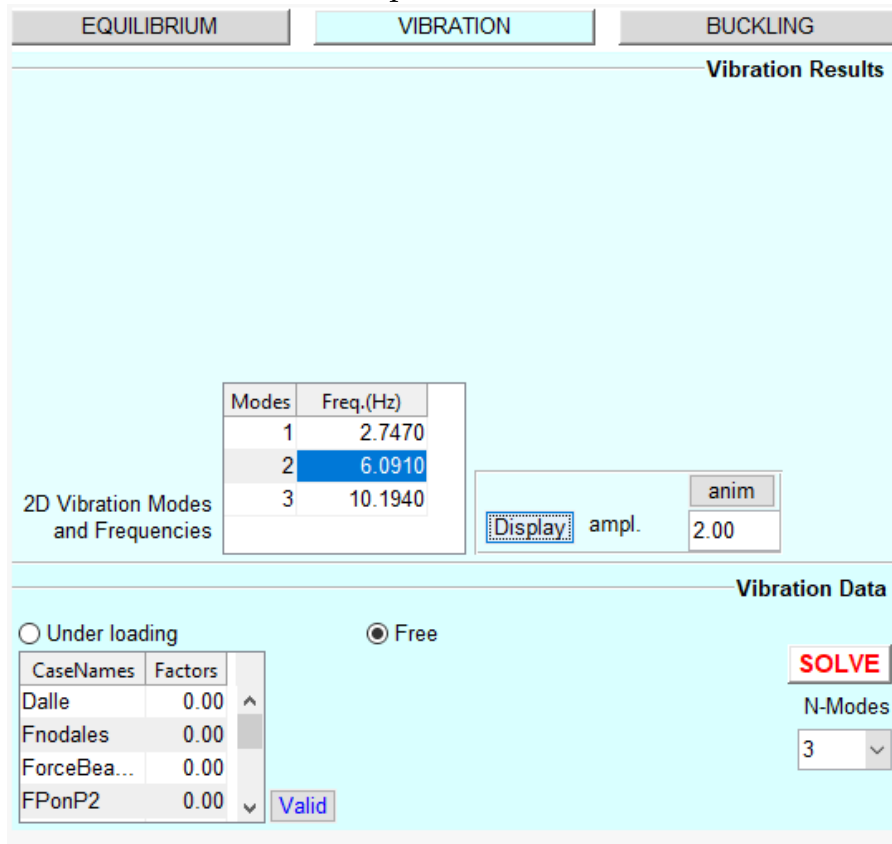 EQUILIBRIUM VIBRATION BUCKLING
Vibration Results
Modes Freq.(Hz)
1 2.7470
2 6.0910
3 10.1940
2D Vibration Modes
and Frequencies
anim
Display ampl. 2.00
Vibration Data
Under loading Free
CaseNames Factors
Dalle 0.00
Fnodales 0.00
ForceBea... 0.00
FPonP2 0.00
Valid
SOLVE
N-Modes
3